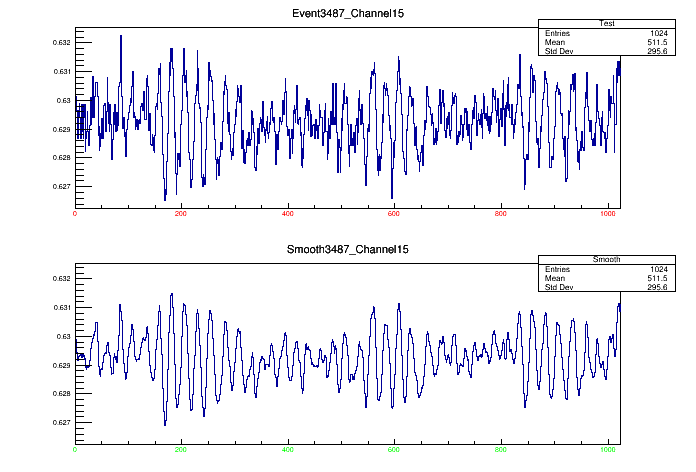 Event3487_Channel15
Test
Entries 1024
Mean 511.5
Std Dev 295.6
0.632
0.631
0.63
0.629
0.628
0.627
0 200 400 600 800 1000
Smooth3487_Channel15
Smooth
Entries 1024
Mean 511.5
Std Dev 295.6
0.632
0.631
0.63
0.629
0.628
0.627
0 200 400 600 800 1000